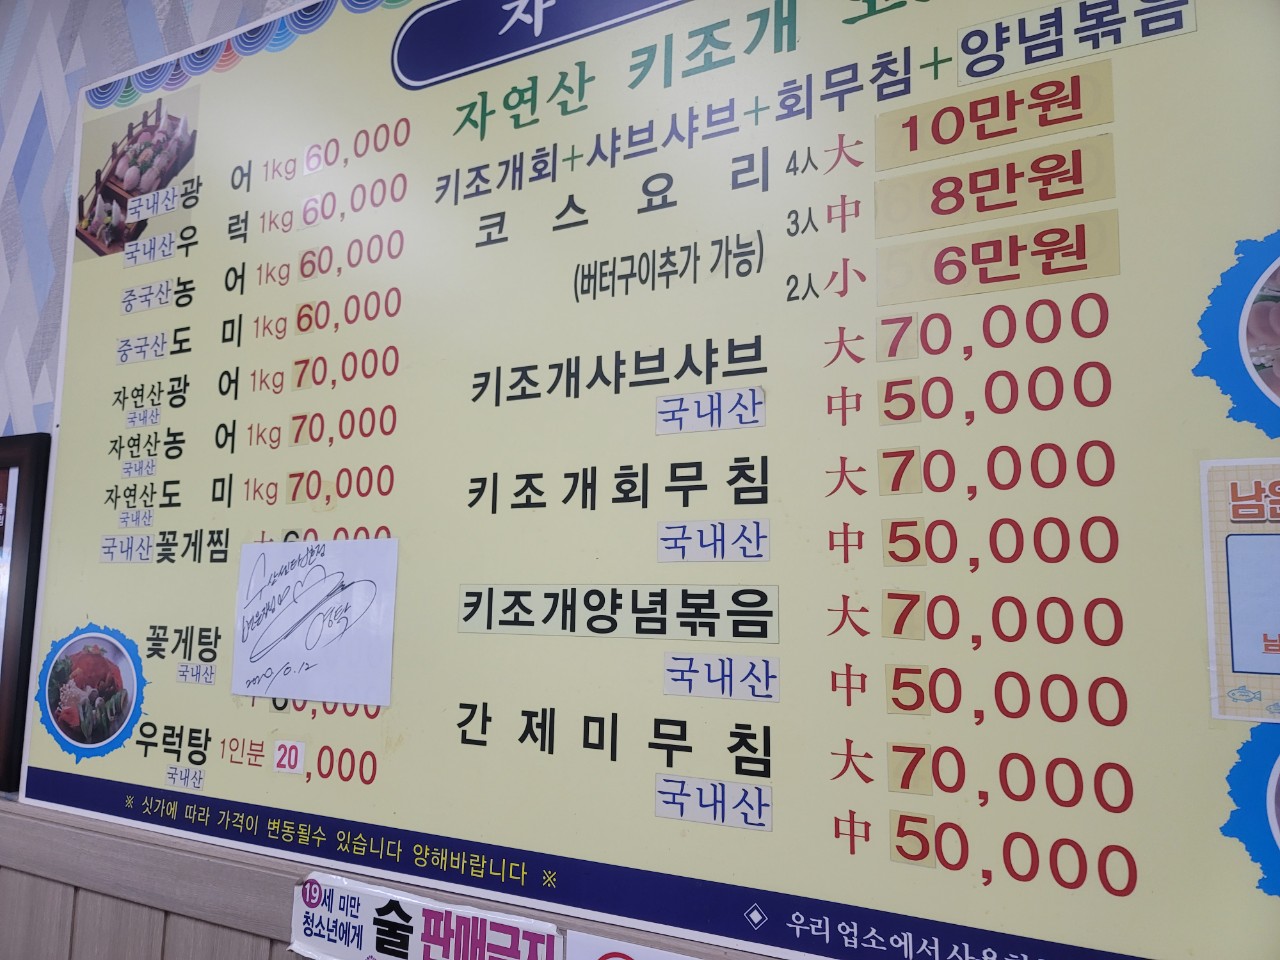 자연산 키조개
키조개회+샤브샤브+회무침+양념볶음
코스요리 4人 大 10만원
(버터구이추가 가능) 3人 中 8만원
2人 小 6만원
키조개샤브샤브 大 70,000
국내산 中 50,000
키조개회무침 大 70,000
국내산 中 50,000
키조개양념볶음 大 70,000
국내산 中 50,000
간제미무침 大 70,000
국내산 中 50,000
국내산 광어 1kg 60,000
국내산 우럭 1kg 60,000
중국산 농어 1kg 60,000
중국산 도미 1kg 60,000
자연산 광어 1kg 70,000
국내산
자연산 농어 1kg 70,000
국내산
자연산 도미 1kg 70,000
국내산
국내산 꽃게찜
꽃게탕
국내산
우럭탕 1인분 20,000
국내산
2020.10.12
※ 싯가에 따라 가격이 변동될수 있습니다 양해바랍니다 ※
◈ 우리업소에서
19세 미만
청소년에게
술 판매금지